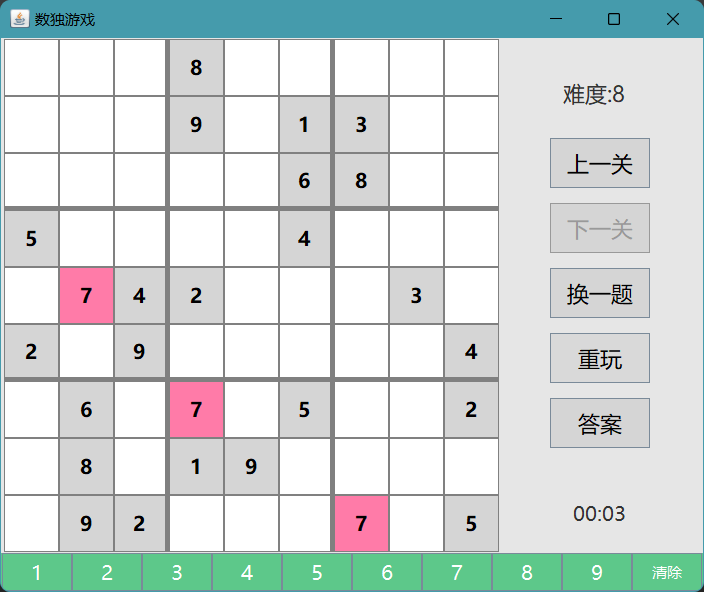 数独游戏
8
9 1 3
6 8
5 4
7 4 2 3
2 9 4
6 7 5 2
8 1 9
9 2 7 5
难度:8
上一关
下一关
换一题
重玩
答案
00:03
1 2 3 4 5 6 7 8 9 清除